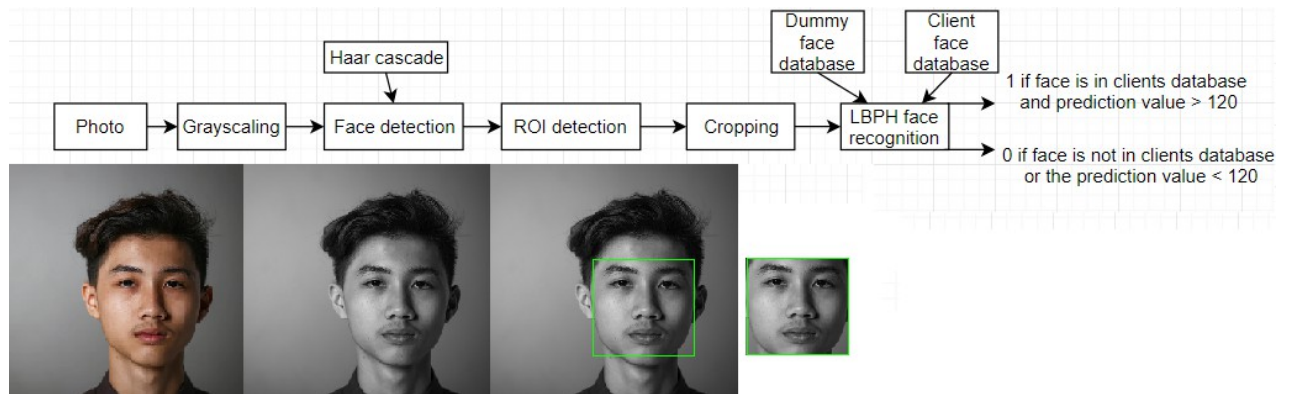 Dummy
face
database
Client
face
database
Haar cascade
1 if face is in clients database
and prediction value > 120
Photo
Grayscaling
Face detection
ROI detection
Cropping
LBPH face
recognition
0 if face is not in clients database
or the prediction value < 120